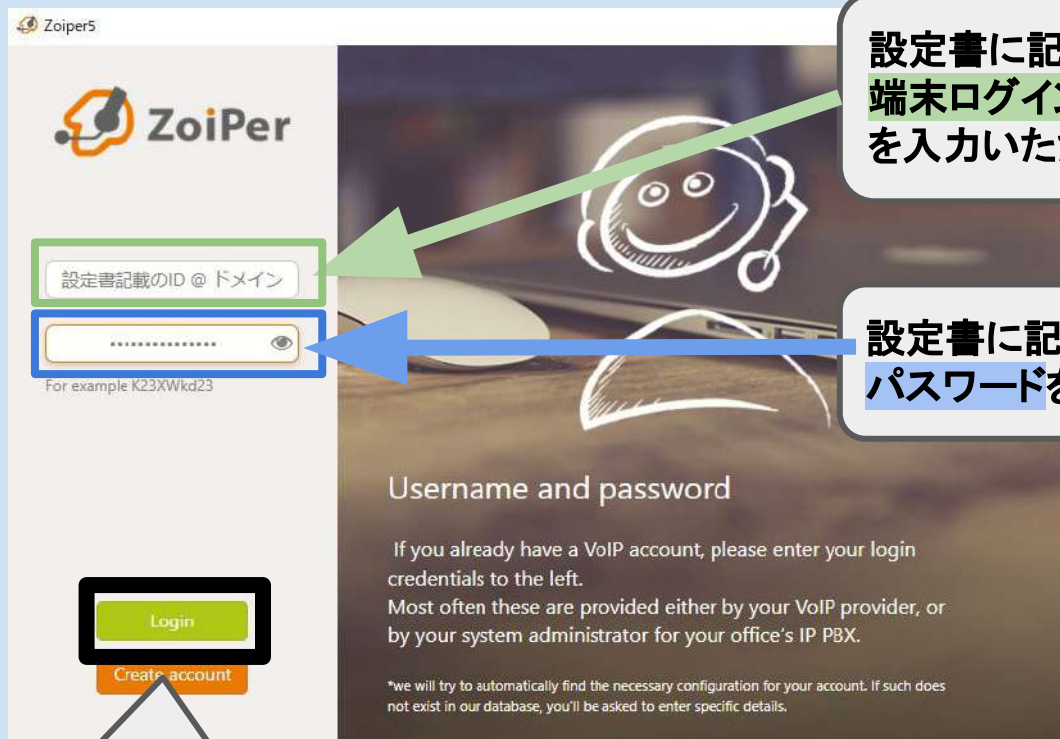 Zoiper5
ZoiPer
設定書に記
端末ログイン
を入力いた
設定書記載のID @ ドメイン
設定書に記
パスワードを
For example K23XWkd23
Username and password
If you already have a VoIP account, please enter your login
credentials to the left.
Most often these are provided either by your VoIP provider, or
by your system administrator for your office's IP PBX.
Login
Create account
*we will try to automatically find the necessary configuration for your account. If such does
not exist in our database, you'll be asked to enter specific details.